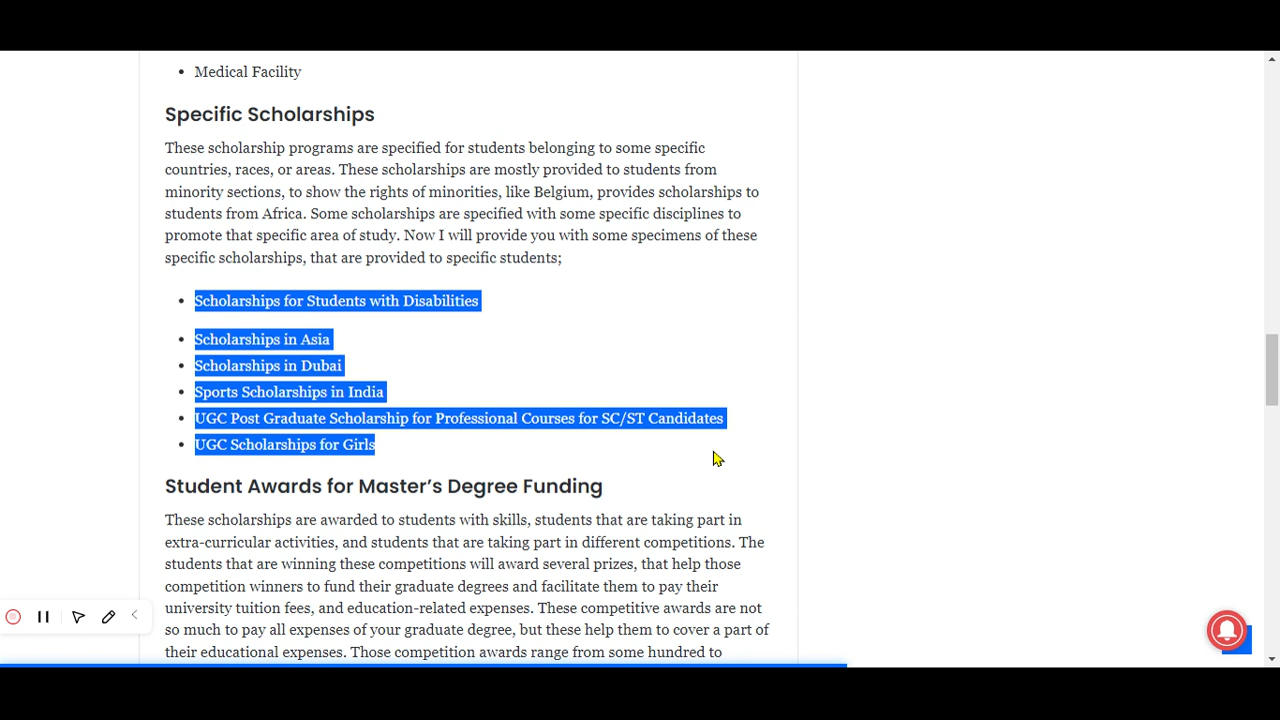 Medical Facility
Specific Scholarships
These scholarship programs are specified for students belonging to some specific
countries, races, or areas. These scholarships are mostly provided to students from
minority sections, to show the rights of minorities, like Belgium, provides scholarships to
students from Africa. Some scholarships are specified with some specific disciplines to
promote that specific area of study. Now I will provide you with some specimens of these
specific scholarships, that are provided to specific students;
Scholarships for Students with Disabilities
Scholarships in Asia
Scholarships in Dubai
Sports Scholarships in India
UGC Post Graduate Scholarship for Professional Courses for SC/ST Candidates
UGC Scholarships for Girls
Student Awards for Master’s Degree Funding
These scholarships are awarded to students with skills, students that are taking part in
extra-curricular activities, and students that are taking part in different competitions. The
students that are winning these competitions will award several prizes, that help those
competition winners to fund their graduate degrees and facilitate them to pay their
university tuition fees, and education-related expenses. These competitive awards are not
so much to pay all expenses of your graduate degree, but these help them to cover a part of
their educational expenses. Those competition awards range from some hundred to